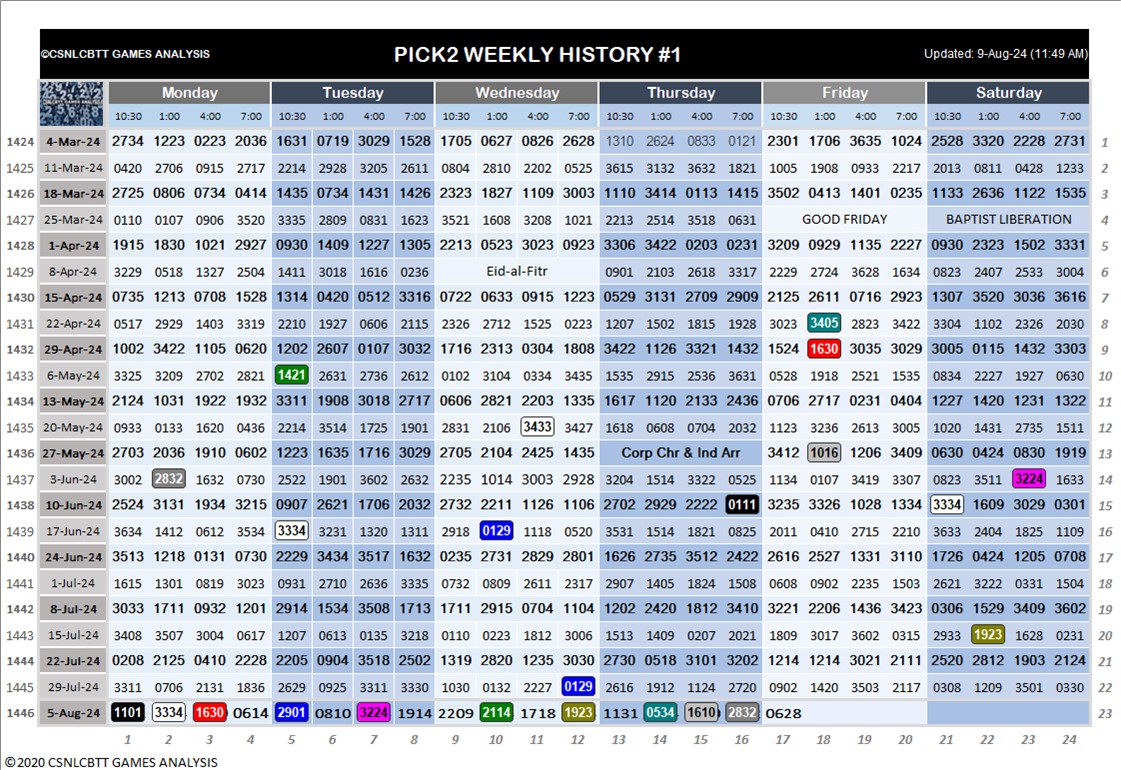 ©CSNLCBTT GAMES ANALYSIS PICK2 WEEKLY HISTORY #1 Updated: 9-Aug-24 (11:49 AM)
Monday Tuesday Wednesday Thursday Friday Saturday
10:30 1:00 4:00 7:00 10:30 1:00 4:00 7:00 10:30 1:00 4:00 7:00 10:30 1:00 4:00 7:00 10:30 1:00 4:00 7:00 10:30 1:00 4:00 7:00
1424 4-Mar-24 2734 1223 0223 2036 1631 0719 3029 1528 1705 0627 0826 2628 1310 2624 0833 0121 2301 1706 3635 1024 2528 3320 2228 2731 1
1425 11-Mar-24 0420 2706 0915 2717 2214 2928 3205 2611 0804 2810 2202 0525 3615 3132 3632 1821 1005 1908 0933 2217 2013 0811 0428 1233 2
1426 18-Mar-24 2725 0806 0734 0414 1435 0734 1431 1426 2323 1827 1109 3003 1110 3414 0113 1415 3502 0413 1401 0235 1133 2636 1122 1535 3
1427 25-Mar-24 0110 0107 0906 3520 3335 2809 0831 1623 3521 1608 3208 1021 2213 2514 3518 0631 GOOD FRIDAY BAPTIST LIBERATION 4
1428 1-Apr-24 1915 1830 1021 2927 0930 1409 1227 1305 2213 0523 3023 0923 3306 3422 0203 0231 3209 0929 1135 2227 0930 2323 1502 3331 5
1429 8-Apr-24 3229 0518 1327 2504 1411 3018 1616 0236 Eid-al-Fitr 0901 2103 2618 3317 2229 2724 3628 1634 0823 2407 2533 3004 6
1430 15-Apr-24 0735 1213 0708 1528 1314 0420 0512 3316 0722 0633 0915 1223 0529 3131 2709 2909 2125 2611 0716 2923 1307 3520 3036 3616 7
1431 22-Apr-24 0517 2929 1403 3319 2210 1927 0606 2115 2326 2712 1525 0223 1207 1502 1815 1928 3023 3405 2823 3422 3304 1102 2326 2030 8
1432 29-Apr-24 1002 3422 1105 0620 1202 2607 0107 3032 1716 2313 0304 1808 3422 1126 3321 1432 1524 1630 3035 3029 3005 0115 1432 3303 9
1433 6-May-24 3325 3209 2702 2821 1421 2631 2736 2612 0102 3104 0334 3435 1535 2915 2536 3631 0528 1918 2521 1535 0834 2227 1927 0630 10
1434 13-May-24 2124 1031 1922 1932 3311 1908 3018 2717 0606 2821 2203 1335 1617 1120 2133 2436 0706 2717 0231 0404 1227 1420 1231 1322 11
1435 20-May-24 0933 0133 1620 0436 2214 3514 1725 1901 2831 2106 3433 3427 1618 0608 0704 2032 1123 3236 2613 3005 1020 1431 2735 1511 12
1436 27-May-24 2703 2036 1910 0602 1223 1635 1716 3029 2705 2104 2425 1435 Corp Chr & Ind Arr 3412 1016 1206 3409 0630 0424 0830 1919 13
1437 3-Jun-24 3002 2832 1632 0730 2522 1901 3602 2632 2235 1014 3003 2928 3204 1514 3322 0525 1134 0107 3419 3307 0823 3511 3224 1633 14
1438 10-Jun-24 2524 3131 1934 3215 0907 2621 1706 2032 2732 2211 1126 1106 2702 2929 2222 0111 3235 3326 1028 1334 3334 1609 3029 0301 15
1439 17-Jun-24 3634 1412 0612 3534 3334 3231 1320 1311 2918 0129 1118 0520 3531 1514 1821 0825 2011 0410 2715 2210 3633 2404 1825 1109 16
1440 24-Jun-24 3513 1218 0131 0730 2229 3434 3517 1632 0235 2731 2829 2801 1626 2735 3512 2422 2616 2527 1331 3110 1726 0424 1205 0708 17
1441 1-Jul-24 1615 1301 0819 3023 0931 2710 2636 3335 0732 0809 2611 2317 2907 1405 1824 1508 0608 0902 2235 1503 2621 3222 0331 1504 18
1442 8-Jul-24 3033 1711 0932 1201 2914 1534 3508 1713 1711 2915 0704 1104 1202 2420 1812 3410 3221 2206 1436 3423 0306 1529 3409 3602 19
1443 15-Jul-24 3408 3507 3004 0617 1207 0613 0135 3218 0110 0223 1812 3006 1513 1409 0207 2021 1809 3017 3602 0315 2933 1923 1628 0231 20
1444 22-Jul-24 0208 2125 0410 2228 2205 0904 3518 2502 1319 2820 1235 3030 2730 0518 3101 3202 1214 1214 3021 2111 2520 2812 1903 2124 21
1445 29-Jul-24 3311 0706 2131 1836 2629 0925 3311 3330 1030 0132 2227 0129 2616 1912 1124 2720 0902 1420 3503 2117 0308 1209 3501 0330 22
1446 5-Aug-24 1101 3334 1630 0614 2901 0810 3224 1914 2209 2114 1718 1923 1131 0534 1610 2832 0628 23
1 2 3 4 5 6 7 8 9 10 11 12 13 14 15 16 17 18 19 20 21 22 23 24
©2020 CSNLCBTT GAMES ANALYSIS